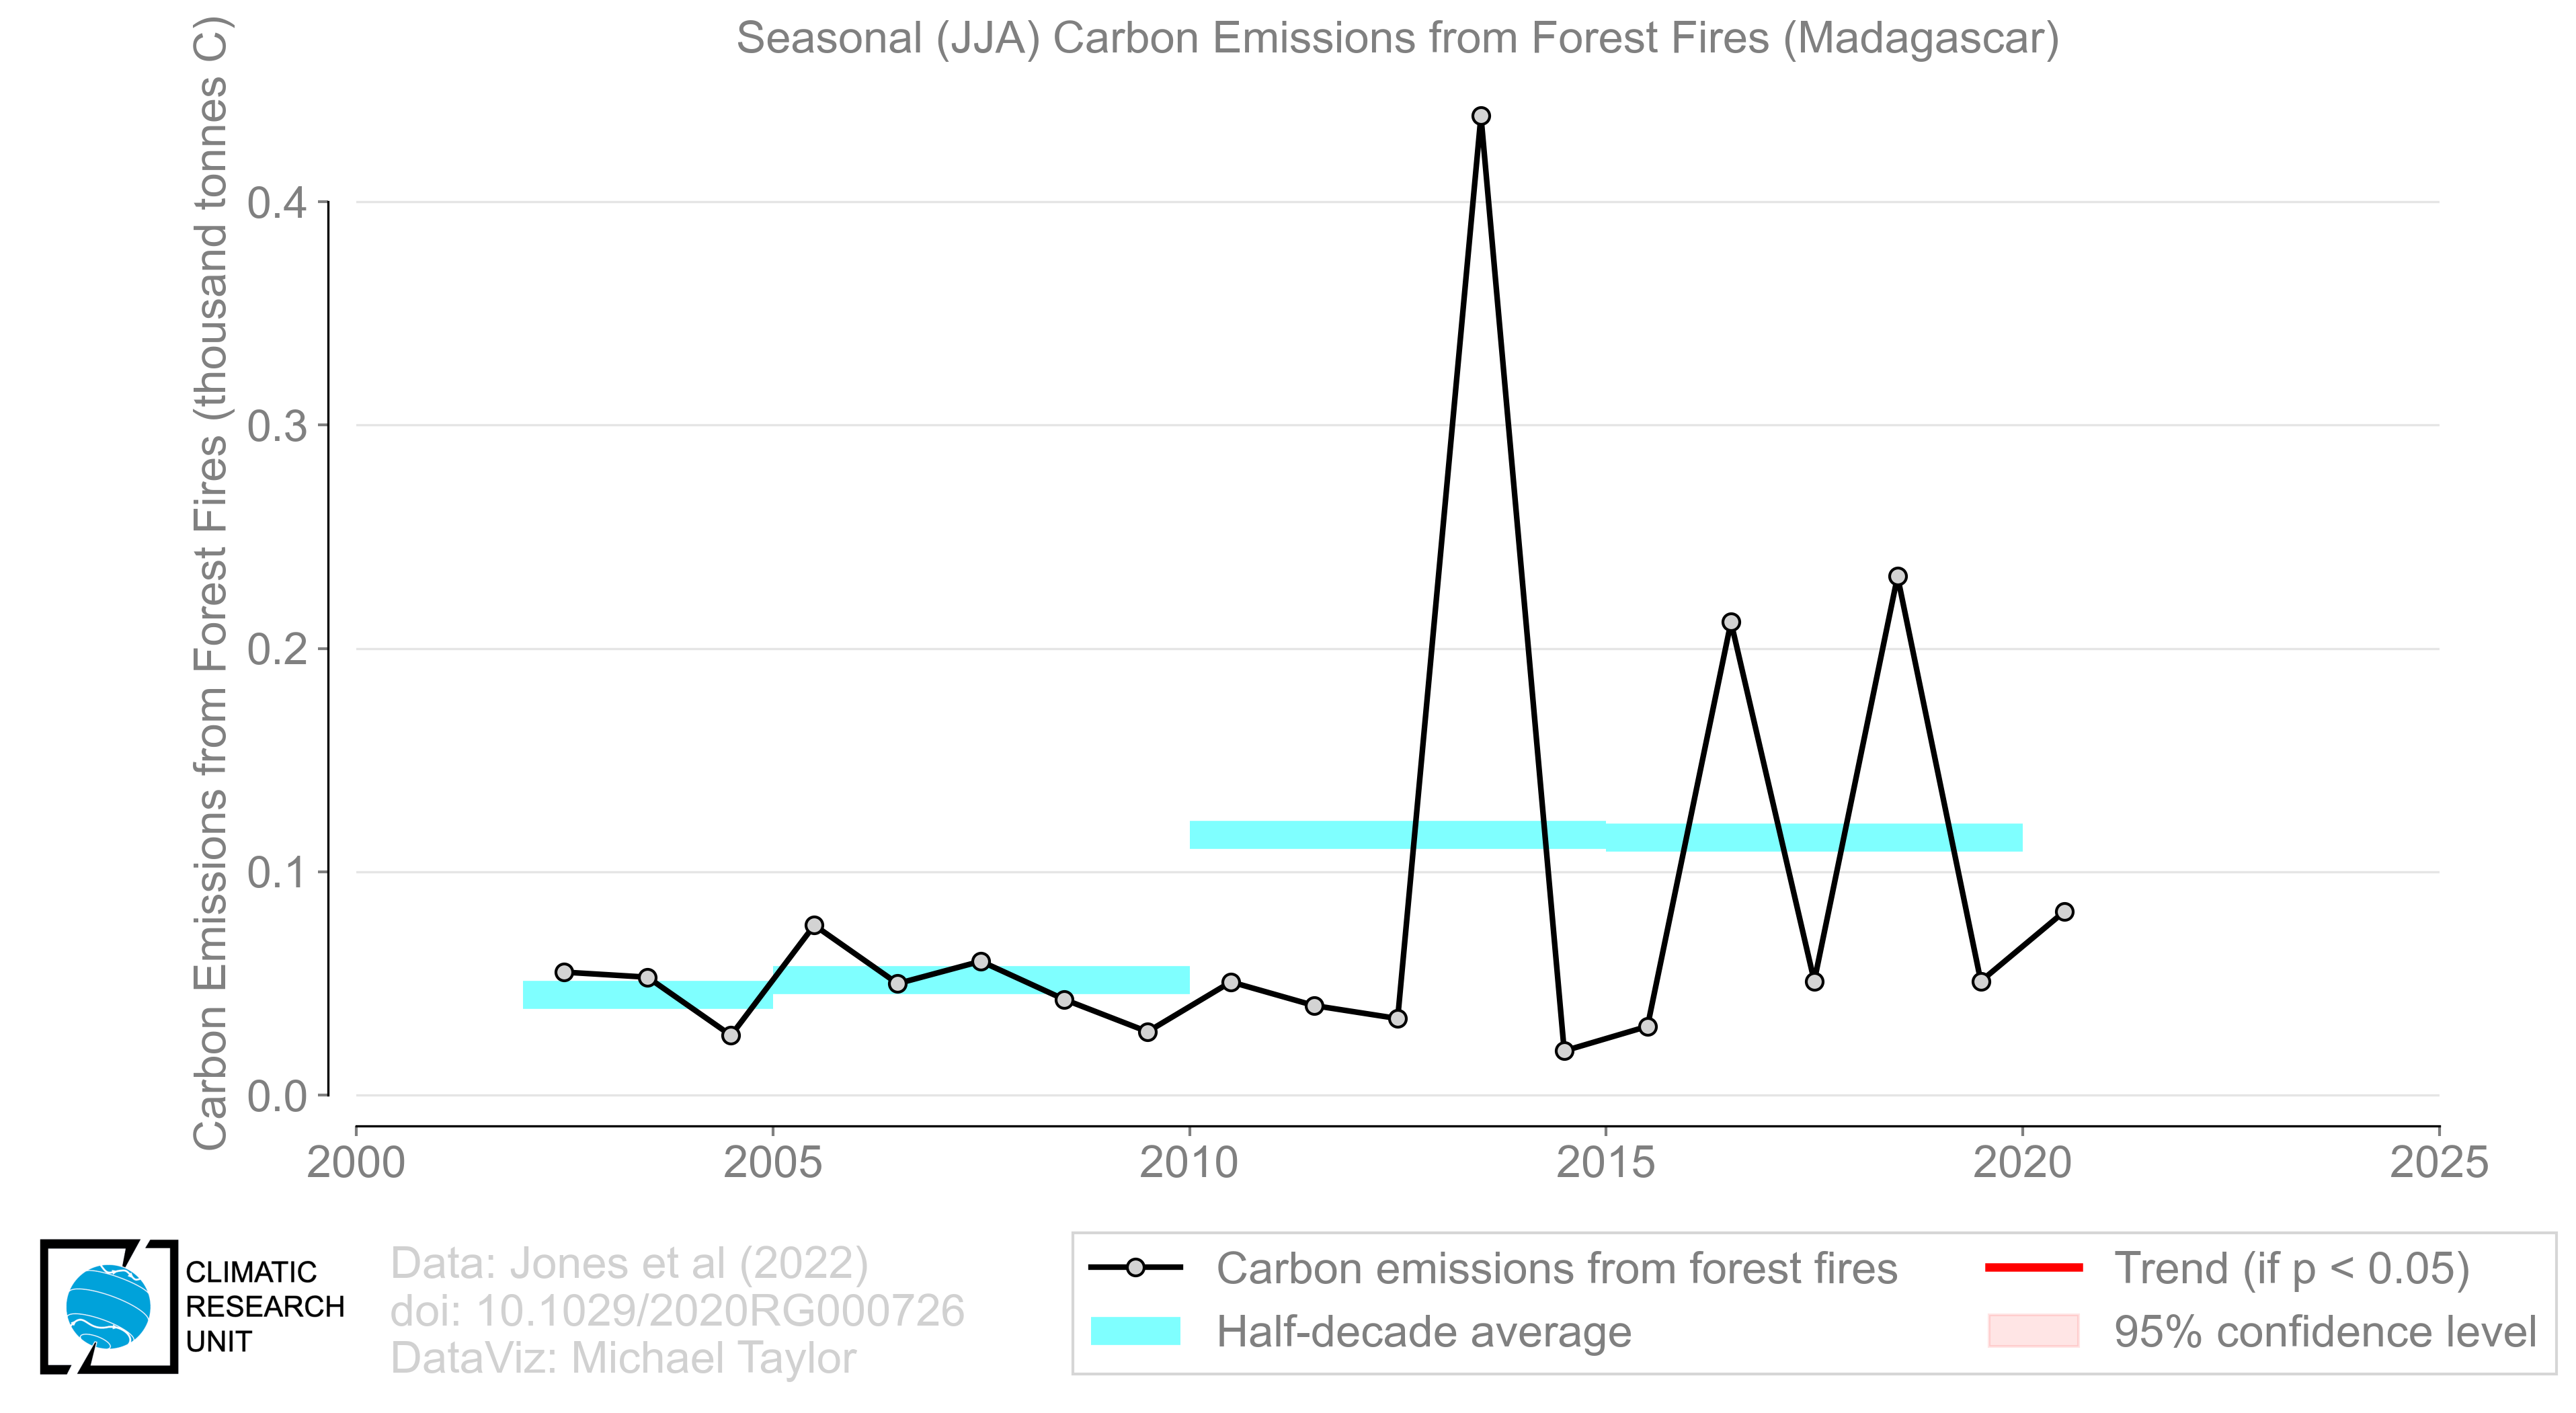 Seasonal (JJA) Carbon Emissions from Forest Fires (Madagascar)
Carbon Emissions from Forest Fires (thousand tonnes C)
0.4
0.3
0.2
0.1
0.0
2000
2005
2010
2015
2020
2025
CLIMATIC
RESEARCH
UNIT
Data: Jones et al (2022)
doi: 10.1029/2020RG000726
DataViz: Michael Taylor
Carbon emissions from forest fires
Half-decade average
Trend (if p < 0.05)
95% confidence level